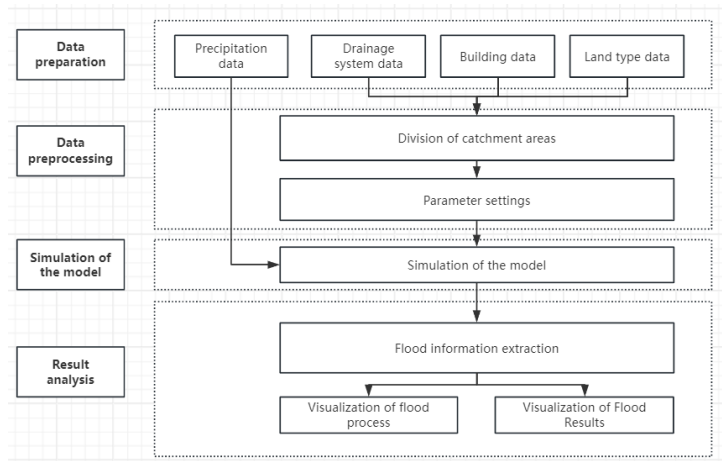 Data
preparation
Precipitation
data
Drainage
system data
Building data
Land type data
Data
preprocessing
Division of catchment areas
Parameter settings
Simulation of
the model
Simulation of the model
Result
analysis
Flood information extraction
Visualization of flood
process
Visualization of Flood
Results